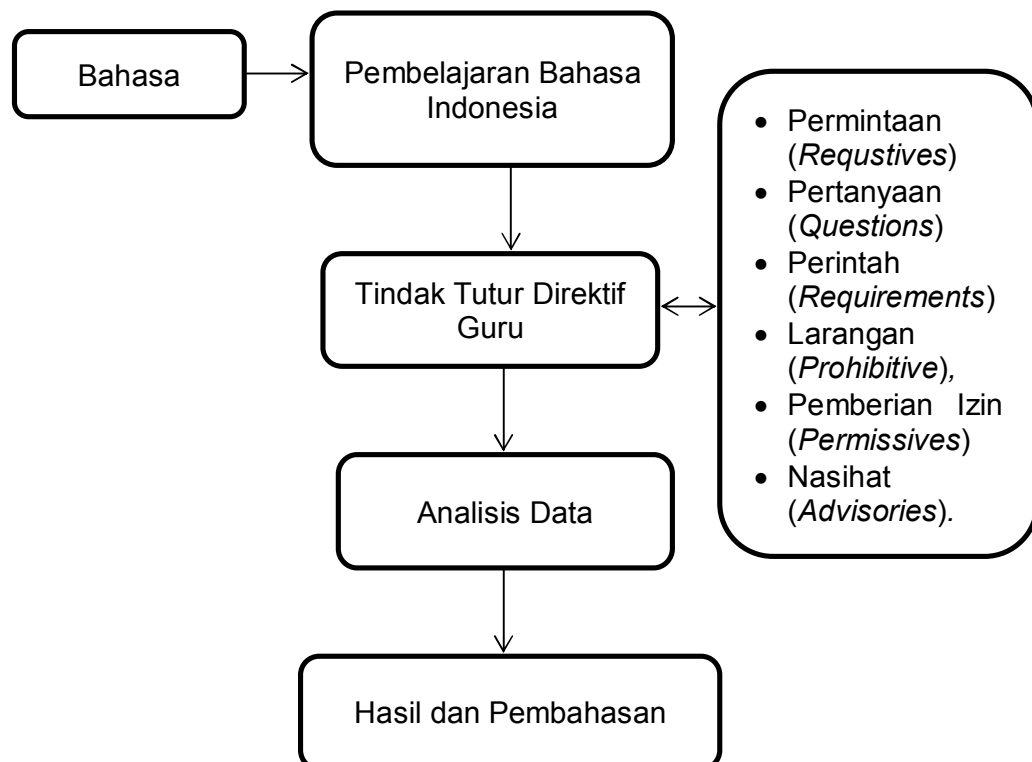 Bahasa
Pembelajaran Bahasa
Indonesia
Tindak Tutur Direktif
Guru
• Permintaan
(Requstives)
• Pertanyaan
(Questions)
• Perintah
(Requirements)
• Larangan
(Prohibitive),
• Pemberian Izin
(Permissives)
• Nasihat
(Advisories).
Analisis Data
Hasil dan Pembahasan